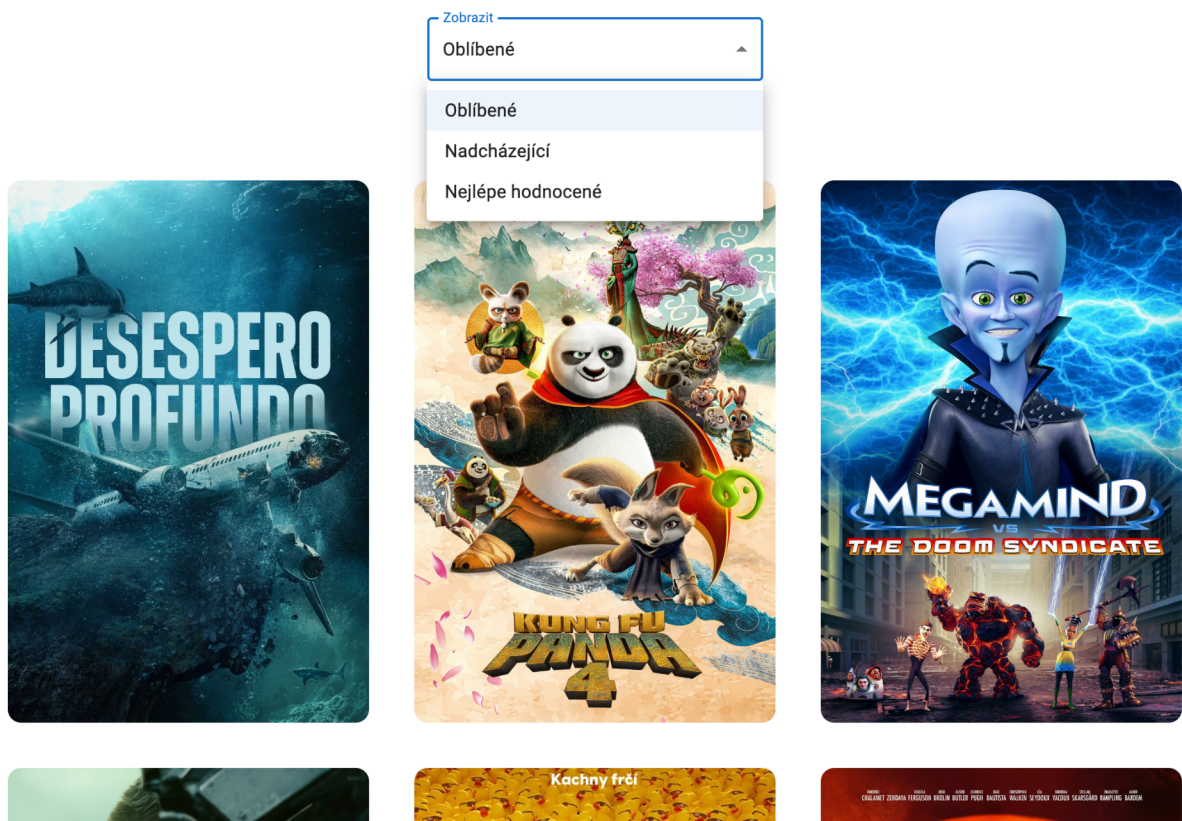 Zobrazit
Oblíbené
Oblíbené
Nadcházející
Nejlépe hodnocené
DESESPERO
PROFUNDO
KUNG FU
PANDA
4
MEGAMIND
VS
THE DOOM SYNDICATE
Kachny frčí
CHALAMET ZENDAYA FERGUSON BROLIN BUTLER PUGH BAUTISTA WALKEN SEYDOUX YACOUB SKARSGÅRD RAMPLING BARDEM